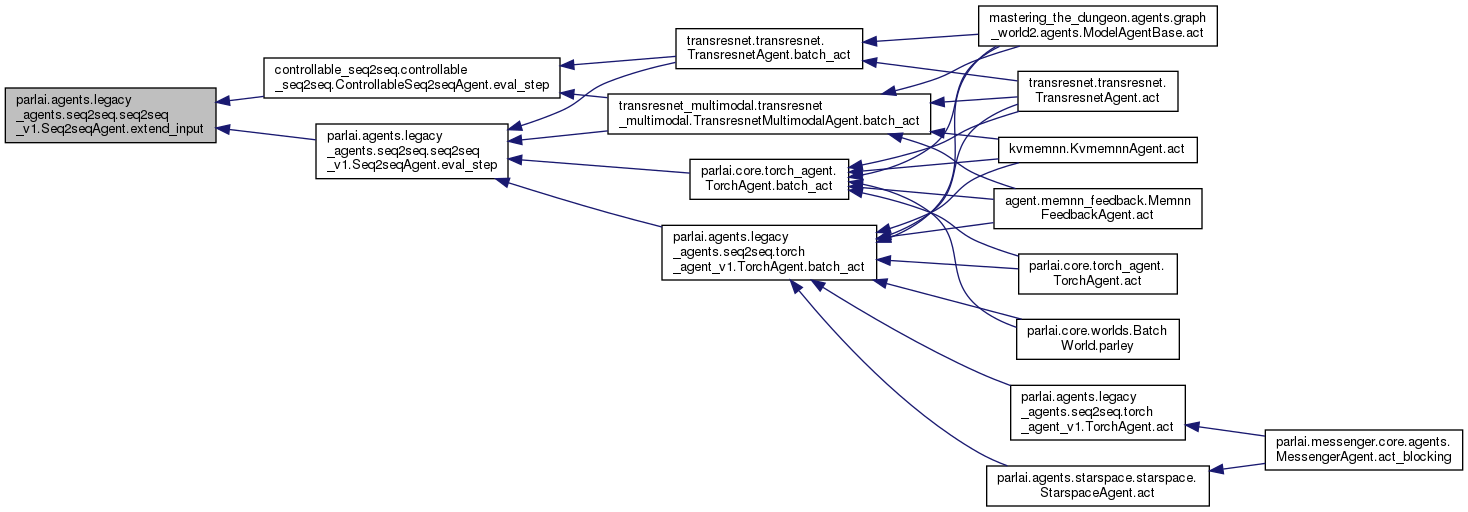 parlai.agents.legacy
_agents.seq2seq.seq2seq
_v1.Seq2seqAgent.extend_input
controllable_seq2seq.controllable
_seq2seq.ControllableSeq2seqAgent.eval_step
parlai.agents.legacy
_agents.seq2seq.seq2seq
_v1.Seq2seqAgent.eval_step
transresnet.transresnet.
TransresnetAgent.batch_act
transresnet_multimodal.transresnet
_multimodal.TransresnetMultimodalAgent.batch_act
parlai.core.torch_agent.
TorchAgent.batch_act
parlai.agents.legacy
_agents.seq2seq.torch
_agent_v1.TorchAgent.batch_act
mastering_the_dungeon.agents.graph
_world2.agents.ModelAgentBase.act
transresnet.transresnet.
TransresnetAgent.act
kvmemnn.KvmemnnAgent.act
agent.memnn_feedback.Memnn
FeedbackAgent.act
parlai.core.torch_agent.
TorchAgent.act
parlai.core.worlds.Batch
World.parley
parlai.agents.legacy
_agents.seq2seq.torch
_agent_v1.TorchAgent.act
parlai.agents.starspace.starspace.
StarspaceAgent.act
parlai.messenger.core.agents.
MessengerAgent.act_blocking